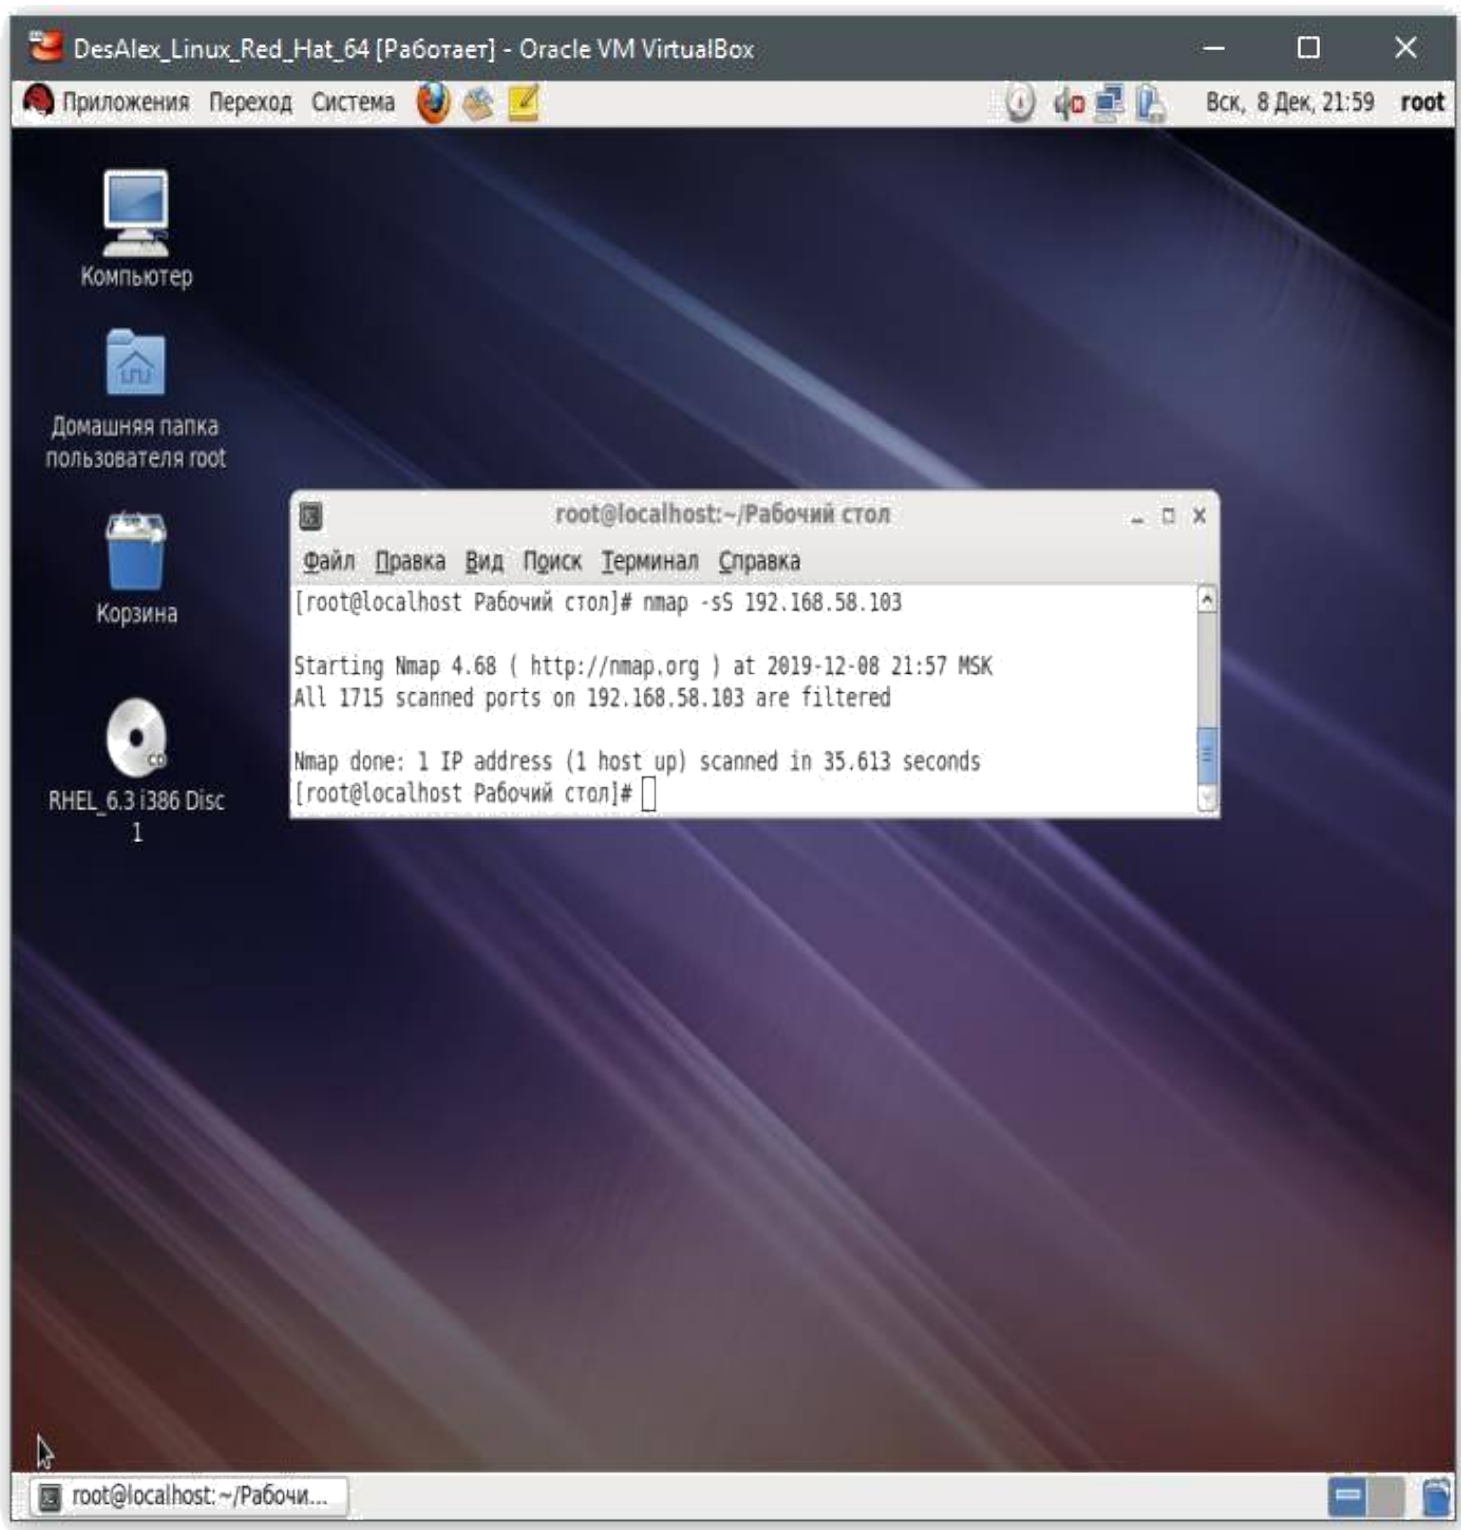 DesAlex_Linux_Red_Hat_64 [Работает] - Oracle VM VirtualBox
Приложения Переход Система Вск, 8 Дек, 21:59 root
Компьютер
Домашняя папка
пользователя root
Корзина
RHEL_6.3 i386 Disc
1
root@localhost:~/Рабочий стол
Файл Правка Вид Поиск Терминал Справка
[root@localhost Рабочий стол]# nmap -sS 192.168.58.103
Starting Nmap 4.68 ( http://nmap.org ) at 2019-12-08 21:57 MSK
All 1715 scanned ports on 192.168.58.103 are filtered
Nmap done: 1 IP address (1 host up) scanned in 35.613 seconds
[root@localhost Рабочий стол]#
root@localhost:~/Рабочи...